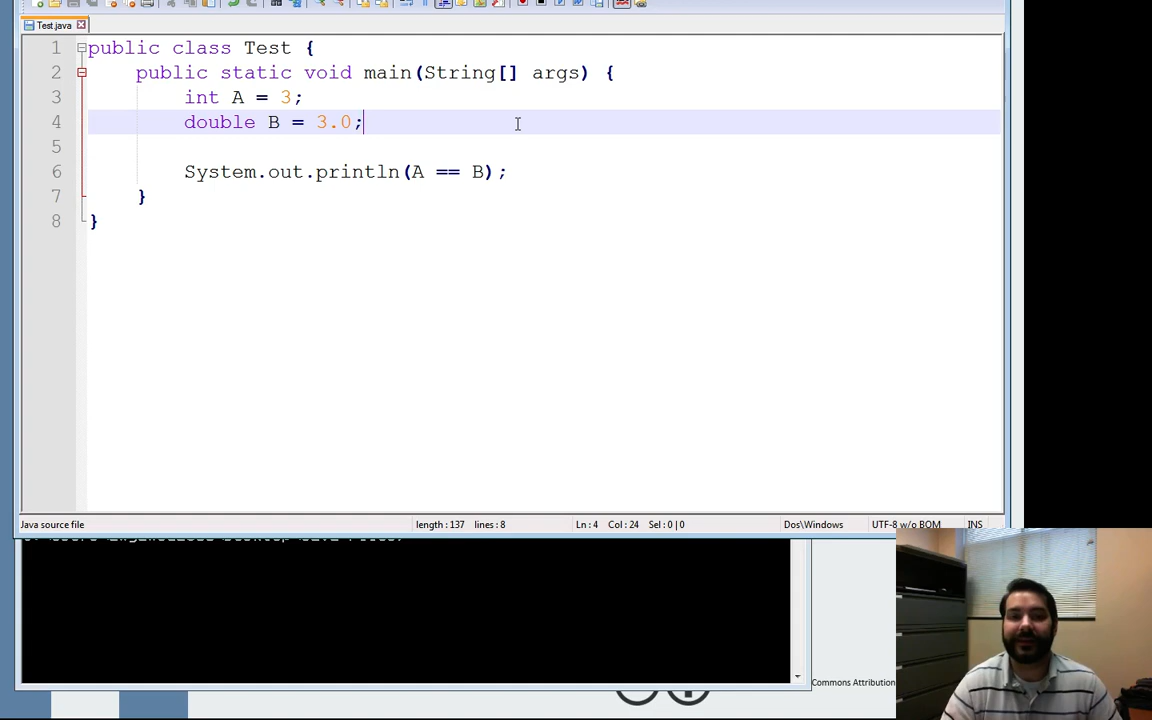 Test.java
1 public class Test {
2 public static void main(String[] args) {
3 int A = 3;
4 double B = 3.0;
5
6 System.out.println(A == B);
7 }
8 }
Java source file length : 137 lines : 8 Ln : 4 Col : 24 Sel : 0 | 0 Dos\Windows UTF-8 w/o BOM INS
Commons Attribution